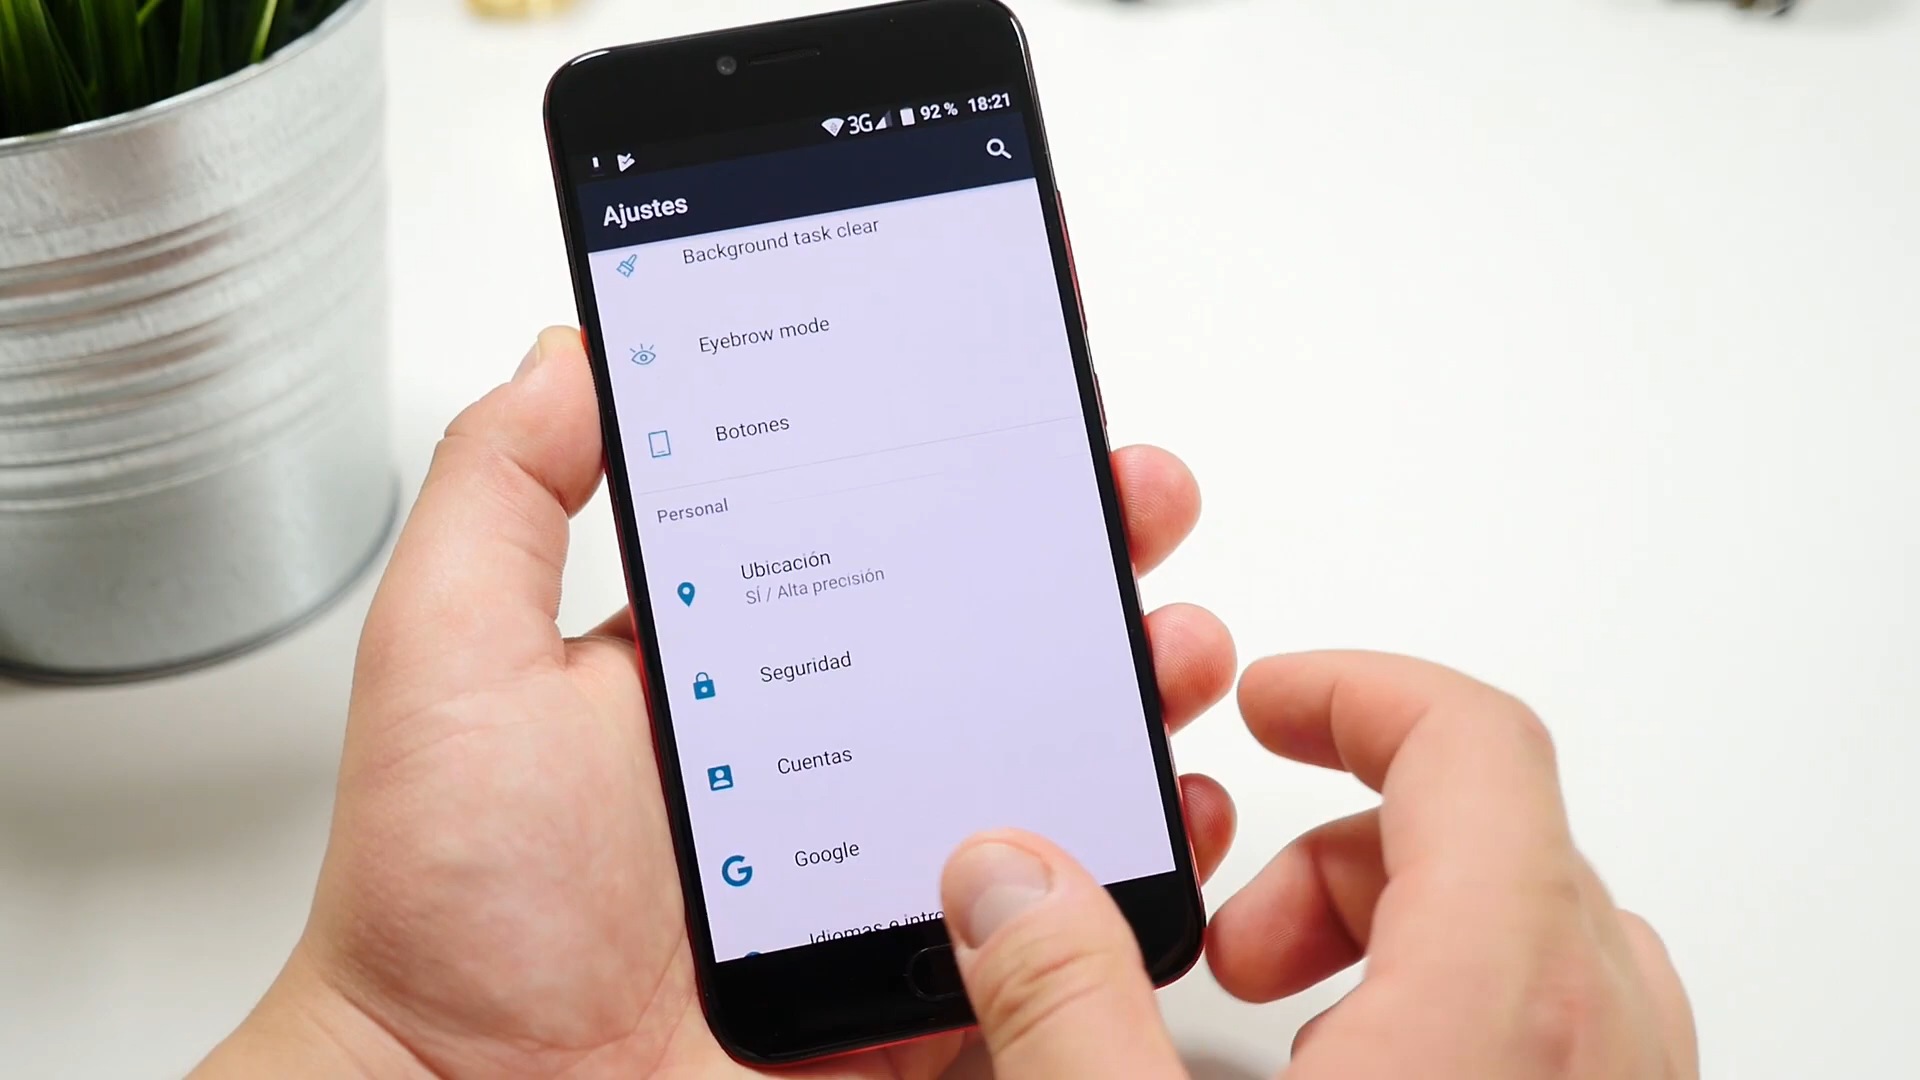 3G 92 % 18:21
Ajustes
Background task clear
Eyebrow mode
Botones
Personal
Ubicación
SÍ / Alta precisión
Seguridad
Cuentas
Google
Idiomas e